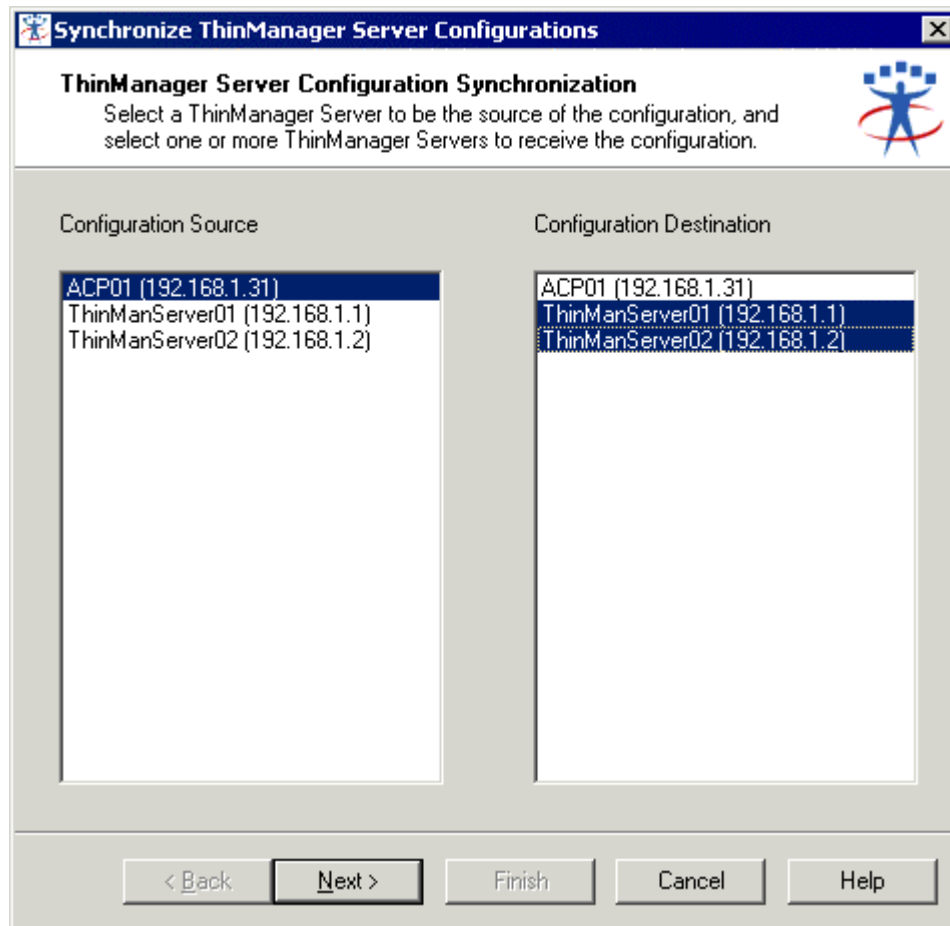 Synchronize ThinManager Server Configurations
ThinManager Server Configuration Synchronization
Select a ThinManager Server to be the source of the configuration, and
select one or more ThinManager Servers to receive the configuration.
Configuration Source
ACP01 (192.168.1.31)
ThinManServer01 (192.168.1.1)
ThinManServer02 (192.168.1.2)
Configuration Destination
ACP01 (192.168.1.31)
ThinManServer01 (192.168.1.1)
ThinManServer02 (192.168.1.2)
< Back
Next >
Finish
Cancel
Help